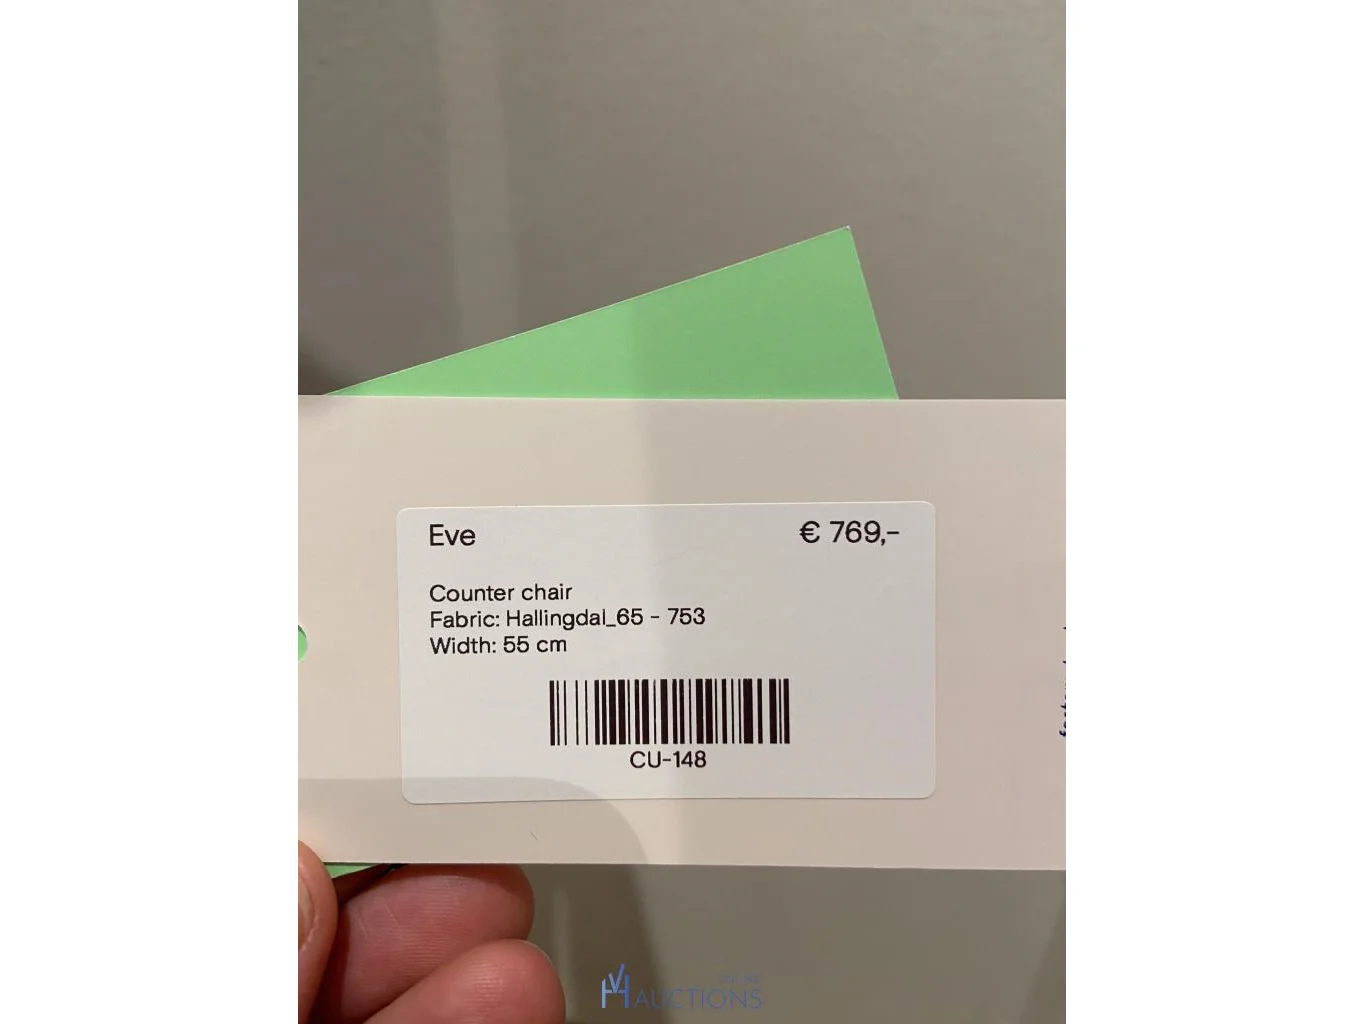 Eve
€ 769,-
Counter chair
Fabric: Hallingdal_65 - 753
Width: 55 cm
CU-148
AUCTIONS